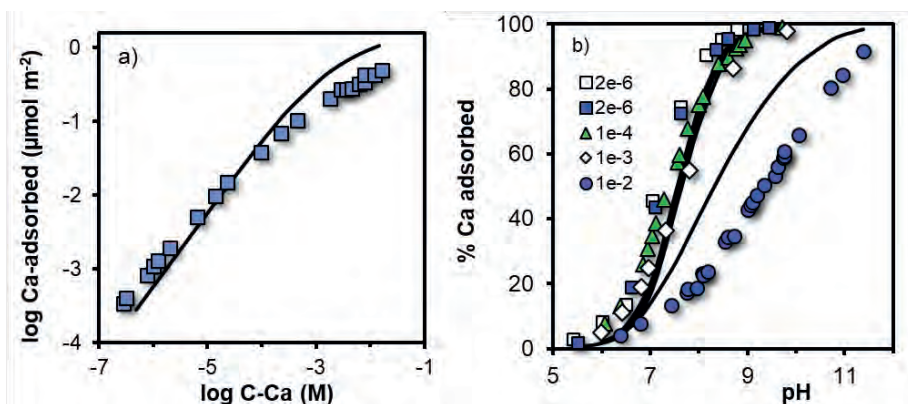 a)
log Ca-adsorbed (µmol m⁻²)
0
-1
-2
-3
-4
-7
-5
-3
-1
log C-Ca (M)
b)
% Ca adsorbed
100
80
60
40
20
0
2e-6
2e-6
1e-4
1e-3
1e-2
5
7
9
11
pH